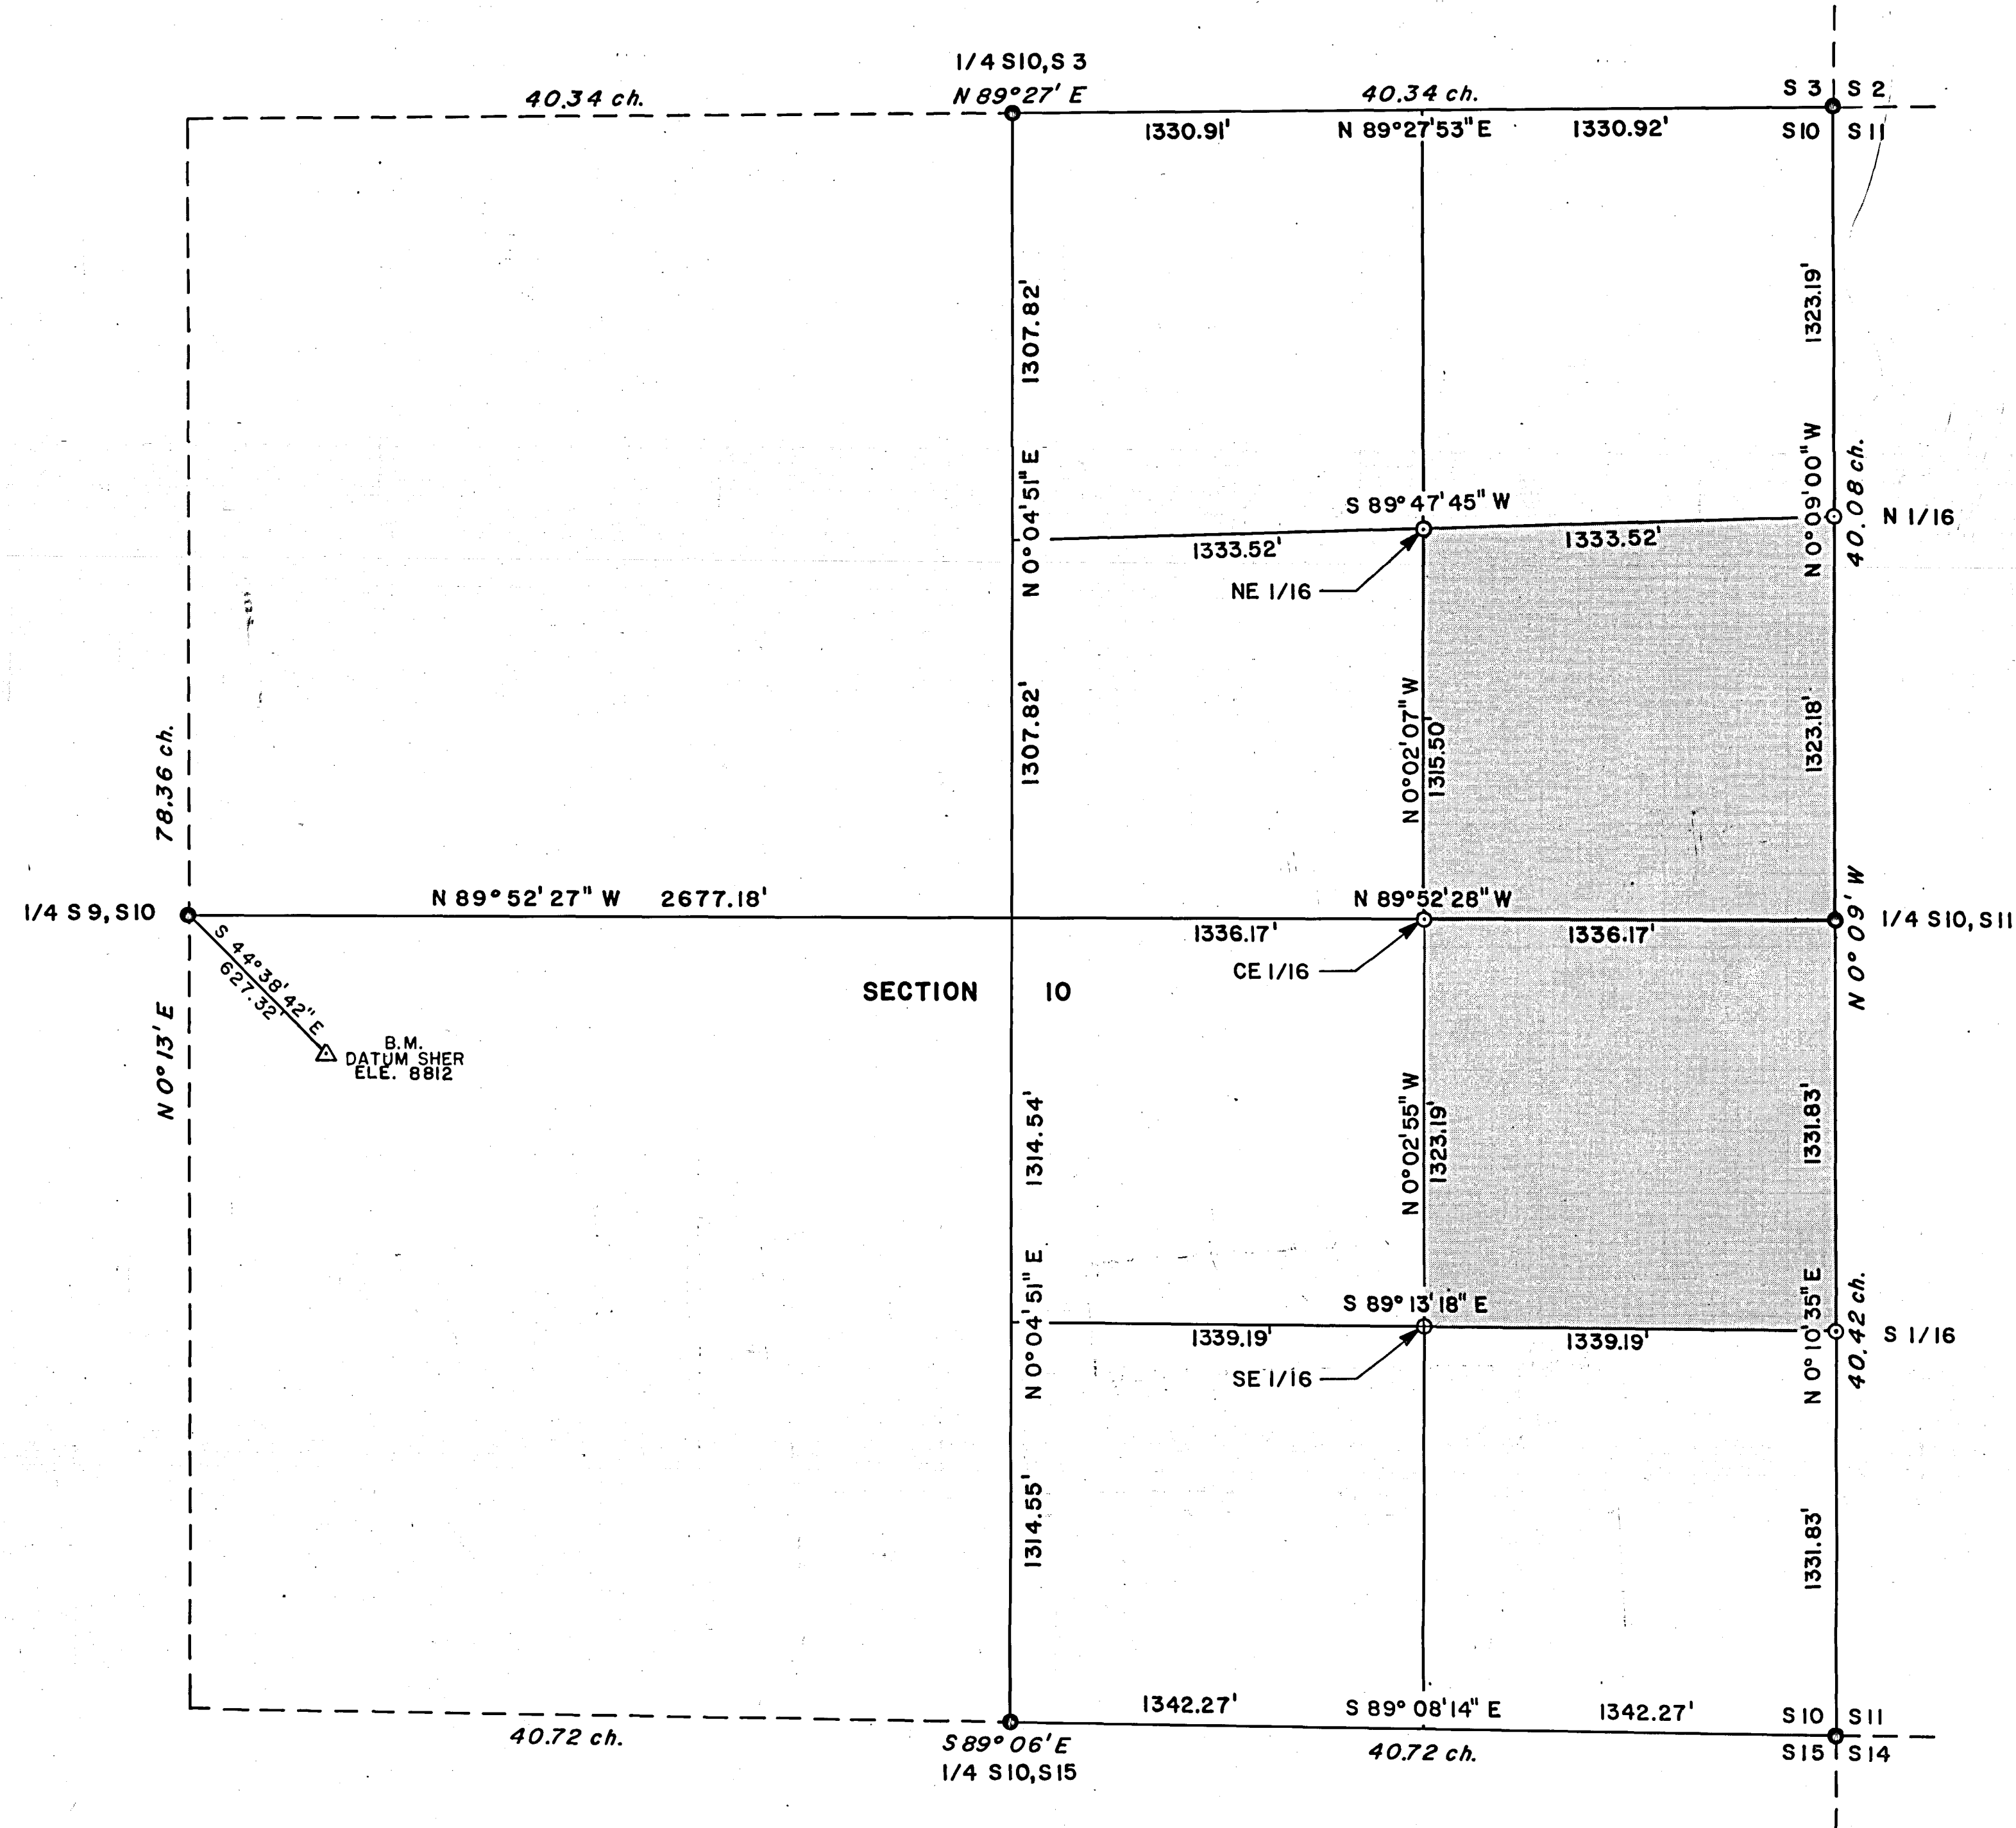 1/4 S10, S 3
N 89° 27' E
40.34 ch.
40.34 ch.
S 3 S 2
S10 S11
1330.91'
N 89° 27' 53" E
1330.92'
1307.82'
1323.19'
N 0° 04' 51" E
N 0° 09' 00" W
40.08 ch.
S 89° 47' 45" W
N 1/16
1333.52'
1333.52'
NE 1/16
1307.82'
N 0° 02' 07" W
1315.50'
1323.18'
78.36 ch.
1/4 S 9, S10
N 89° 52' 27" W 2677.18'
N 89° 52' 28" W
1336.17'
1336.17'
1/4 S10, S11
N 0° 09' W
CE 1/16
SECTION 10
S 44° 38' 42" E
627.32'
B.M.
DATUM SHER
ELE. 8812
N 0° 13' E
1314.54'
N 0° 02' 55" W
1323.19'
1331.83'
N 0° 04' 51" E
N 0° 10' 35" E
40.42 ch.
S 89° 13' 18" E
1339.19'
1339.19'
S 1/16
SE 1/16
1314.55'
1331.83'
1342.27'
S 89° 08' 14" E
1342.27'
S10 S11
S15 S14
40.72 ch.
S 89° 06' E
1/4 S10, S15
40.72 ch.